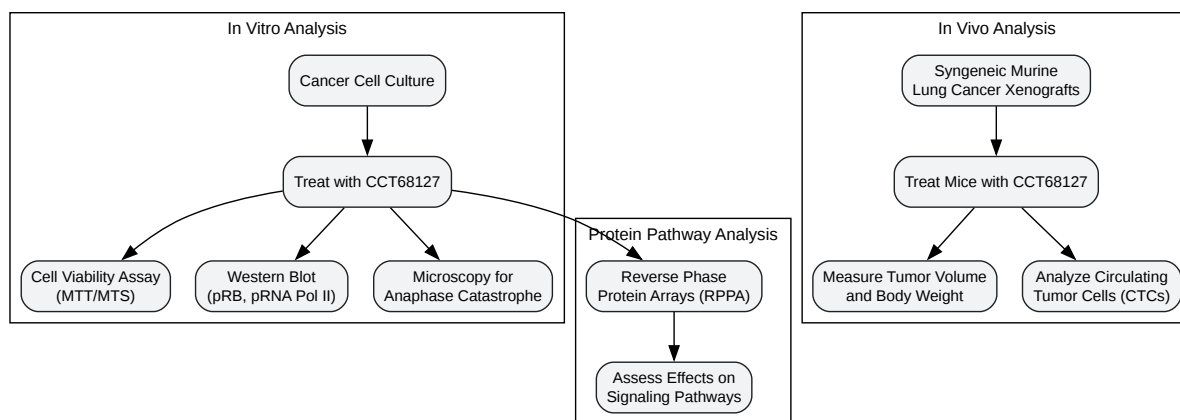 In Vitro Analysis
Cancer Cell Culture
Treat with CCT68127
Cell Viability Assay
(MTT/MTS)
Western Blot
(pRB, pRNA Pol II)
Microscopy for
Anaphase Catastrophe
Protein Pathway Analysis
Reverse Phase
Protein Arrays (RPPA)
Assess Effects on
Signaling Pathways
In Vivo Analysis
Syngeneic Murine
Lung Cancer Xenografts
Treat Mice with CCT68127
Measure Tumor Volume
and Body Weight
Analyze Circulating
Tumor Cells (CTCs)